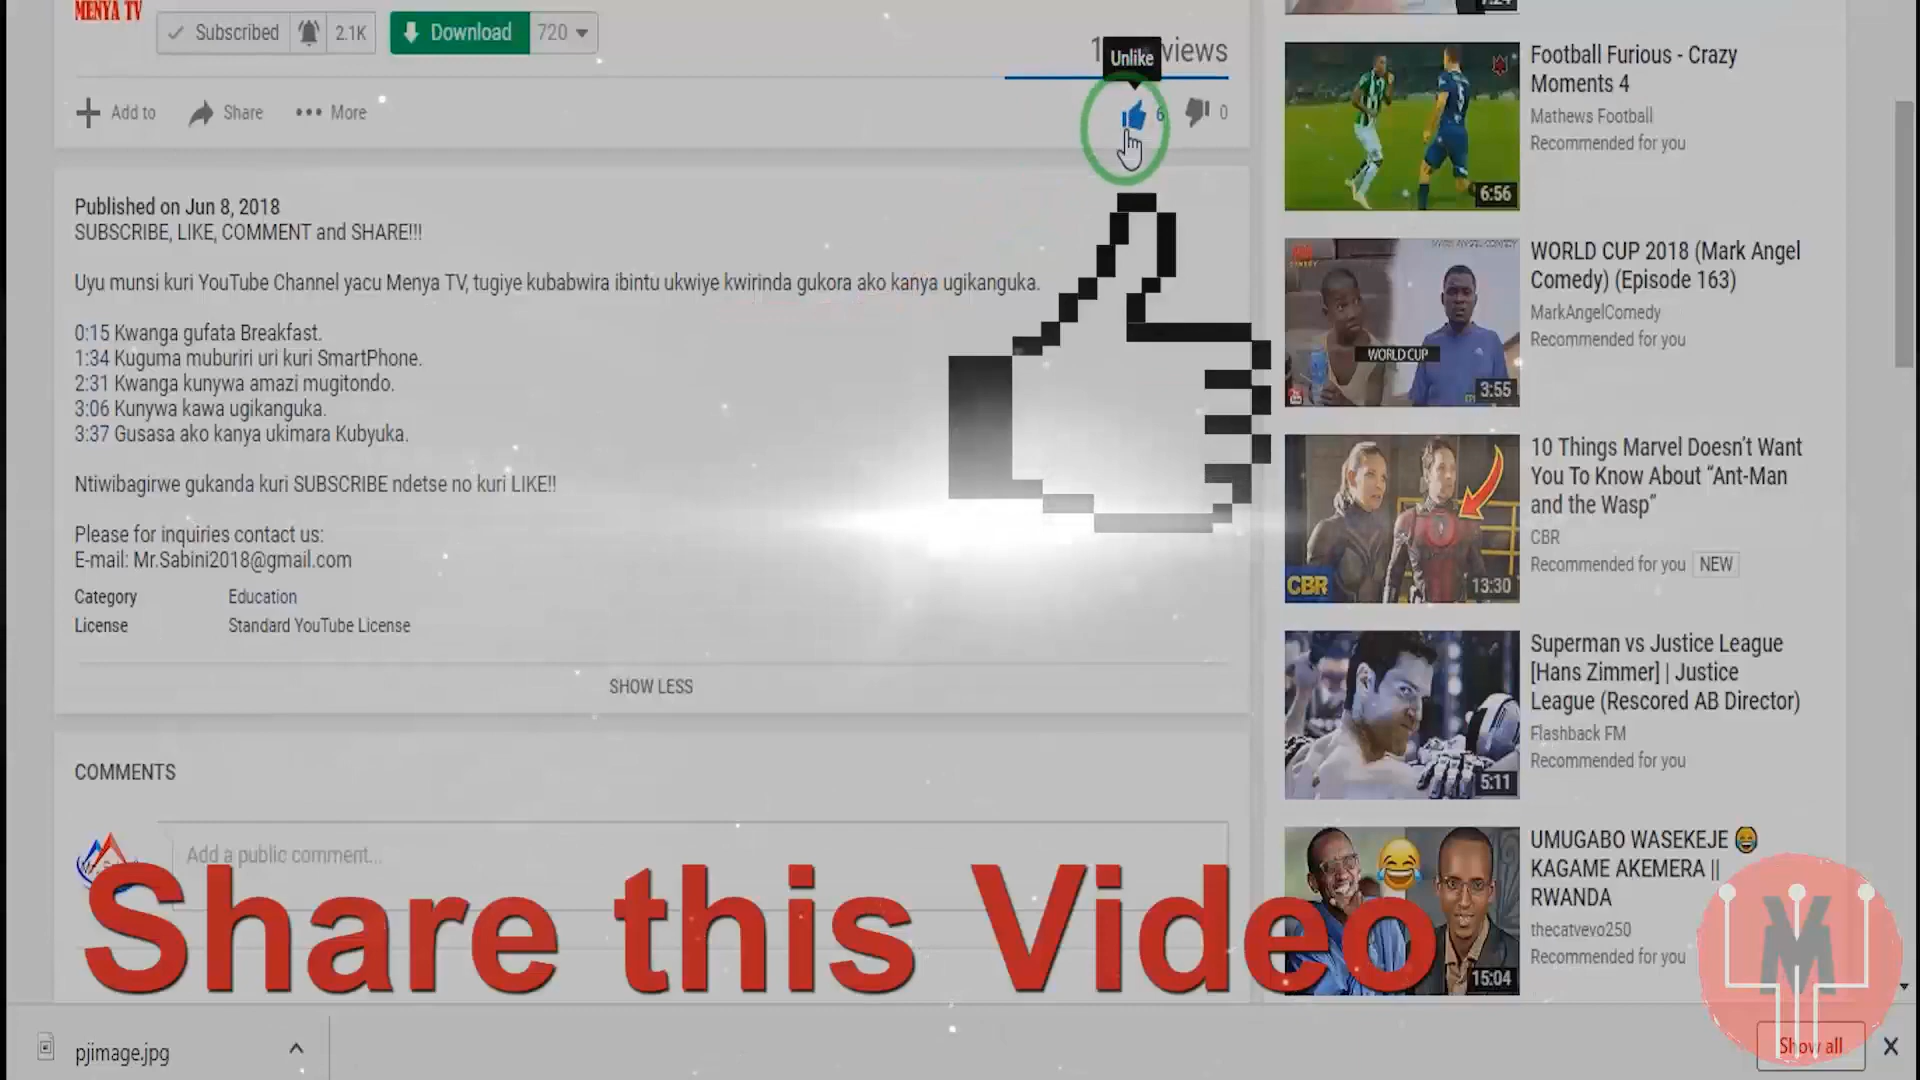 MENYA TV
Subscribed 2.1K
Download 720
views
Unlike
Add to Share More
6 0
Published on Jun 8, 2018
SUBSCRIBE, LIKE, COMMENT and SHARE!!!
Uyu munsi kuri YouTube Channel yacu Menya TV, tugiye kubabwira ibintu ukwiye kwirinda gukora ako kanya ugikanguka.
0:15 Kwanga gufata Breakfast.
1:34 Kuguma muburiri uri kuri SmartPhone.
2:31 Kwanga kunywa amazi mugitondo.
3:06 Kunywa kawa ugikanguka.
3:37 Gusasa ako kanya ukimara Kubyuka.
Ntiwibagirwe gukanda kuri SUBSCRIBE ndetse no kuri LIKE!!
Please for inquiries contact us:
E-mail: Mr.Sabini2018@gmail.com
Category Education
License Standard YouTube License
SHOW LESS
COMMENTS
Add a public comment...
Share this Video
Football Furious - Crazy
Moments 4
Mathews Football
Recommended for you
6:56
WORLD CUP 2018 (Mark Angel
Comedy) (Episode 163)
MarkAngelComedy
Recommended for you
WORLD CUP
3:55
10 Things Marvel Doesn't Want
You To Know About "Ant-Man
and the Wasp"
CBR
Recommended for you NEW
CBR
13:30
Superman vs Justice League
[Hans Zimmer] | Justice
League (Rescored AB Director)
Flashback FM
Recommended for you
5:11
UMUGABO WASEKEJE 😂
KAGAME AKEMERA ||
RWANDA
thecatvevo250
Recommended for you
15:04
M
pjimage.jpg
Show all